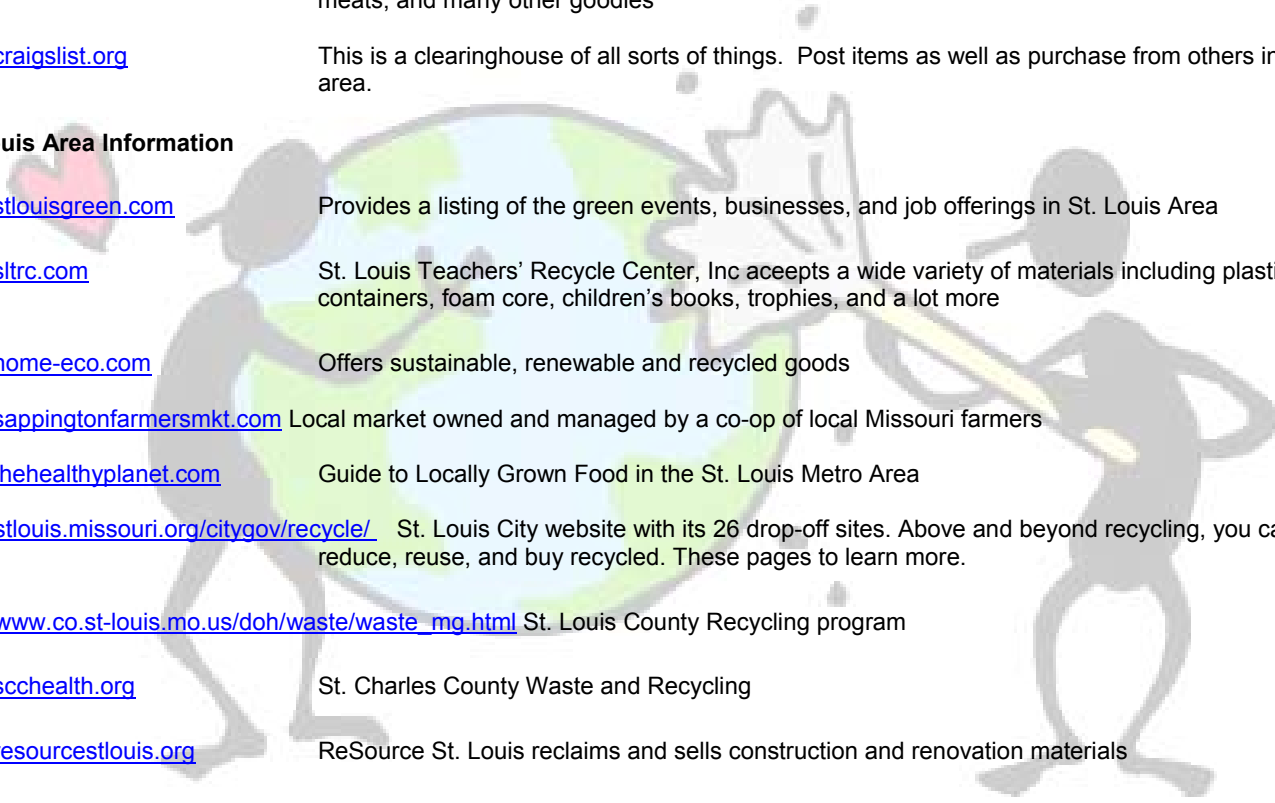 meats, and many other goodies
craigslist.org This is a clearinghouse of all sorts of things. Post items as well as purchase from others in
area.
uis Area Information
stlouisgreen.com Provides a listing of the green events, businesses, and job offerings in St. Louis Area
sltrc.com St. Louis Teachers’ Recycle Center, Inc aceepts a wide variety of materials including plasti
containers, foam core, children’s books, trophies, and a lot more
home-eco.com Offers sustainable, renewable and recycled goods
sappingtonfarmersmkt.com Local market owned and managed by a co-op of local Missouri farmers
thehealthyplanet.com Guide to Locally Grown Food in the St. Louis Metro Area
stlouis.missouri.org/citygov/recycle/ St. Louis City website with its 26 drop-off sites. Above and beyond recycling, you ca
reduce, reuse, and buy recycled. These pages to learn more.
www.co.st-louis.mo.us/doh/waste/waste_mg.html St. Louis County Recycling program
scchealth.org St. Charles County Waste and Recycling
resourcestlouis.org ReSource St. Louis reclaims and sells construction and renovation materials